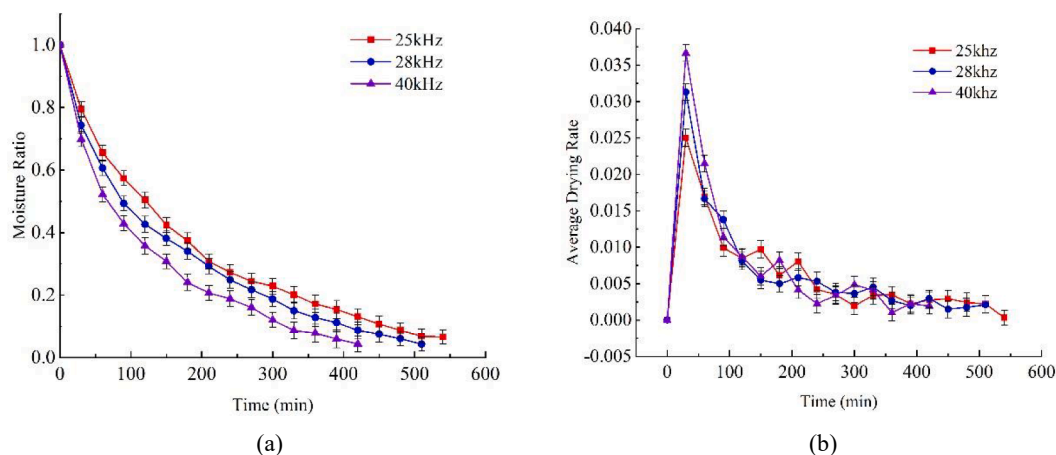 1.0
0.8
0.6
0.4
0.2
0.0
Moisture Ratio
0 100 200 300 400 500 600
Time (min)
25kHz
28kHz
40kHz
(a)
0.040
0.035
0.030
0.025
0.020
0.015
0.010
0.005
0.000
-0.005
Average Drying Rate
0 100 200 300 400 500 600
Time (min)
25khz
28khz
40khz
(b)